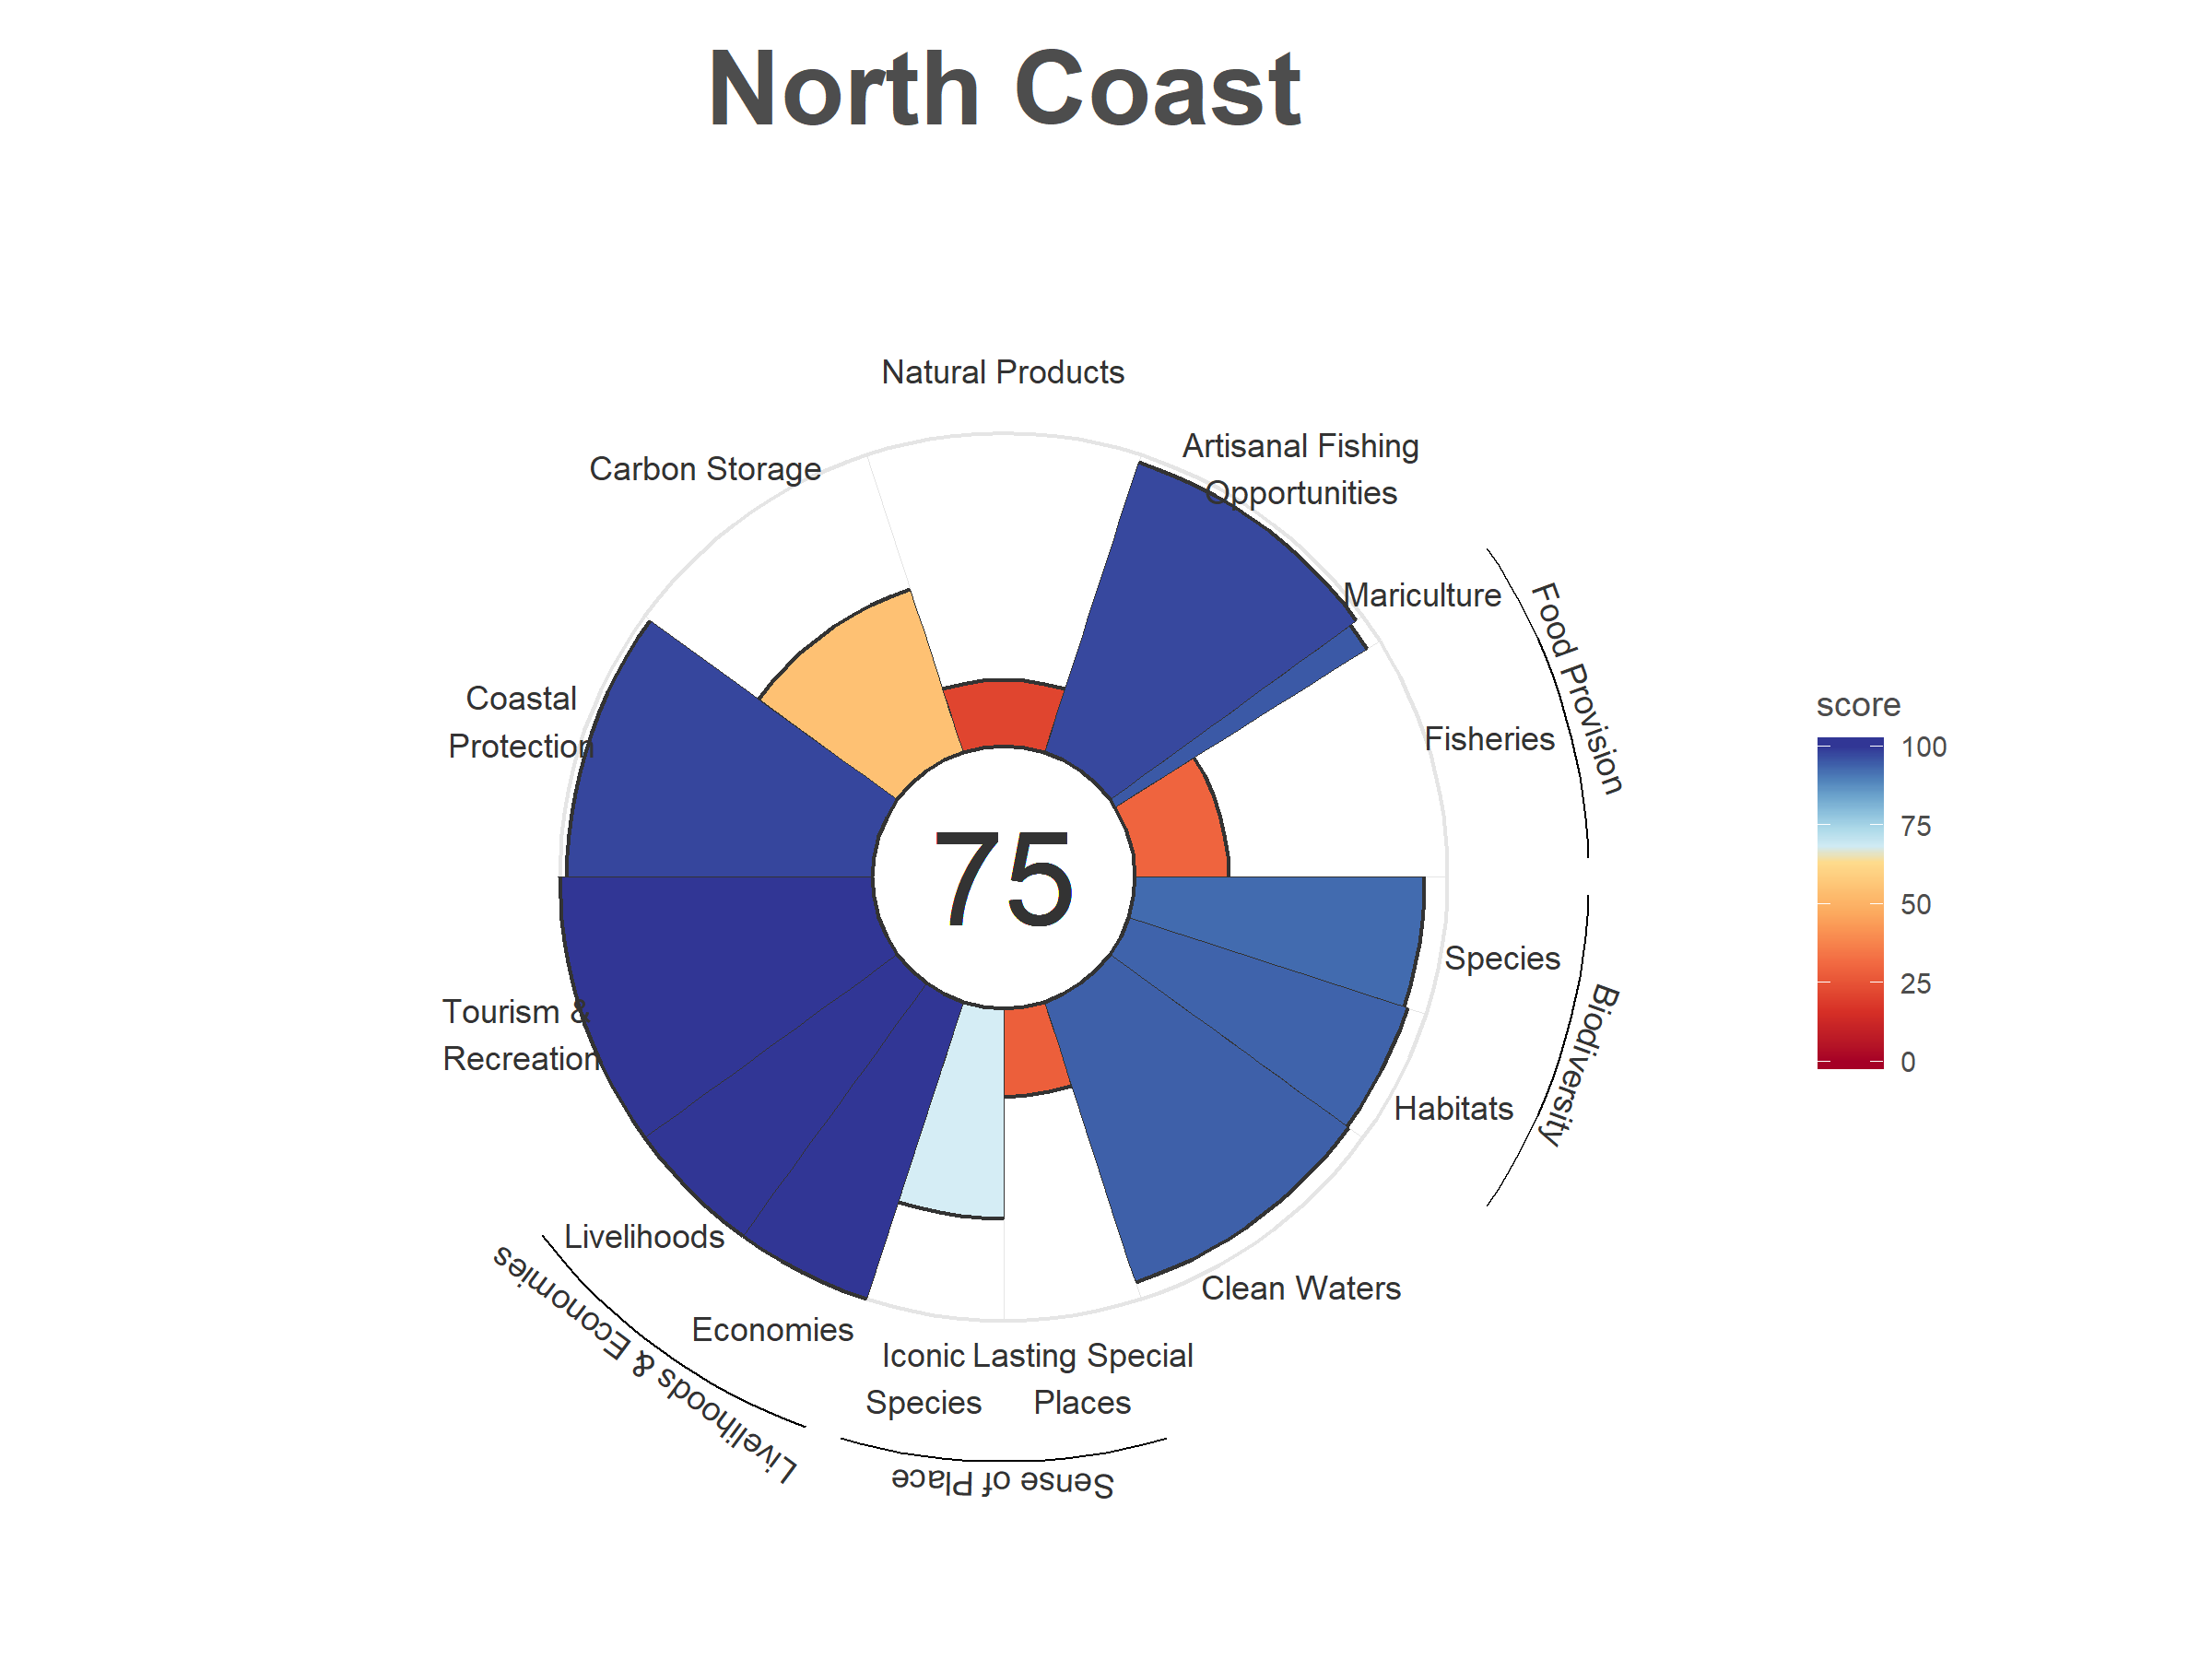 North Coast
Natural Products
Artisanal Fishing
Opportunities
Carbon Storage
Mariculture
Food Provision
Fisheries
Coastal
Protection
score
100
75
50
25
0
75
Species
Biodiversity
Tourism &
Recreation
Habitats
Livelihoods
Clean Waters
Economies
Livelihoods & Economies
Iconic
Species
Lasting Special
Places
Sense of Place